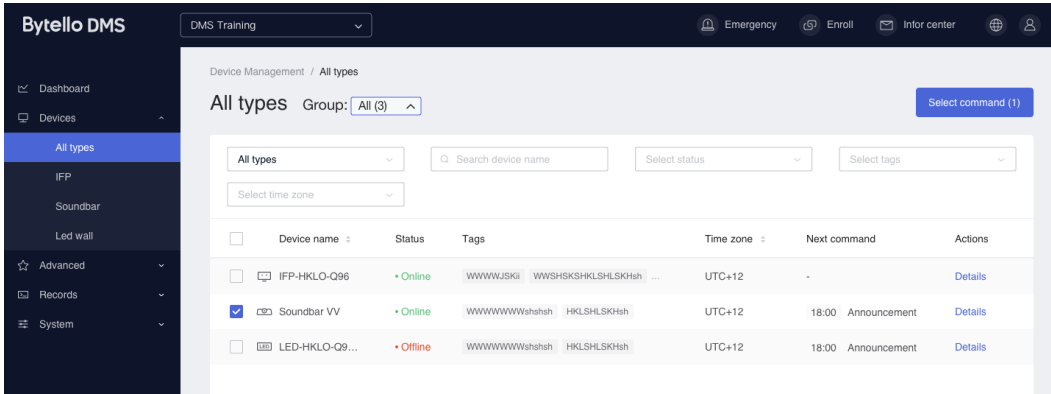 Bytello DMS
DMS Training
Emergency
Enroll
Infor center
Dashboard
Devices
All types
IFP
Soundbar
Led wall
Advanced
Records
System
Device Management / All types
All types Group: All (3)
Select command (1)
All types
Search device name
Select status
Select tags
Select time zone
Device name Status Tags Time zone Next command Actions
IFP-HKLO-Q96 • Online WWWWJSKii WWSHSKSHKLSHLSKHsh ... UTC+12 - Details
Soundbar VV • Online WWWWWWWshshsh HKLSHLSKHsh UTC+12 18:00 Announcement Details
LED LED-HKLO-Q9... • Offline WWWWWWWshshsh HKLSHLSKHsh UTC+12 18:00 Announcement Details